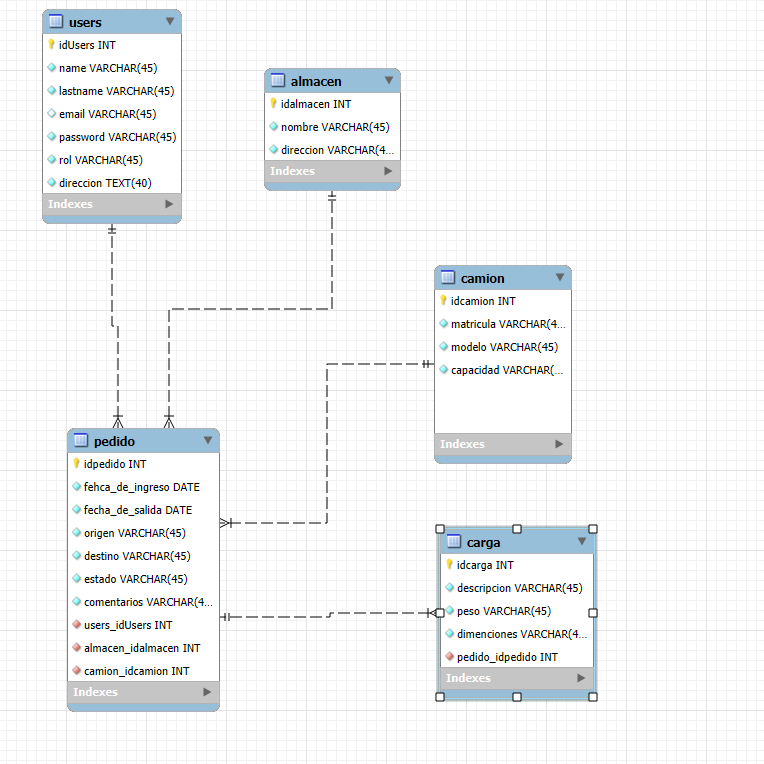 users
idUsers INT
name VARCHAR(45)
lastname VARCHAR(45)
email VARCHAR(45)
password VARCHAR(45)
rol VARCHAR(45)
direccion TEXT(40)
Indexes
almacen
idalmacen INT
nombre VARCHAR(45)
direccion VARCHAR(4...
Indexes
camion
idcamion INT
matricula VARCHAR(4...
modelo VARCHAR(45)
capacidad VARCHAR(...
Indexes
pedido
idpedido INT
fehca_de_ingreso DATE
fecha_de_salida DATE
origen VARCHAR(45)
destino VARCHAR(45)
estado VARCHAR(45)
comentarios VARCHAR(4...
users_idUsers INT
almacen_idalmacen INT
camion_idcamion INT
Indexes
carga
idcarga INT
descripcion VARCHAR(45)
peso VARCHAR(45)
dimenciones VARCHAR(4...
pedido_idpedido INT
Indexes